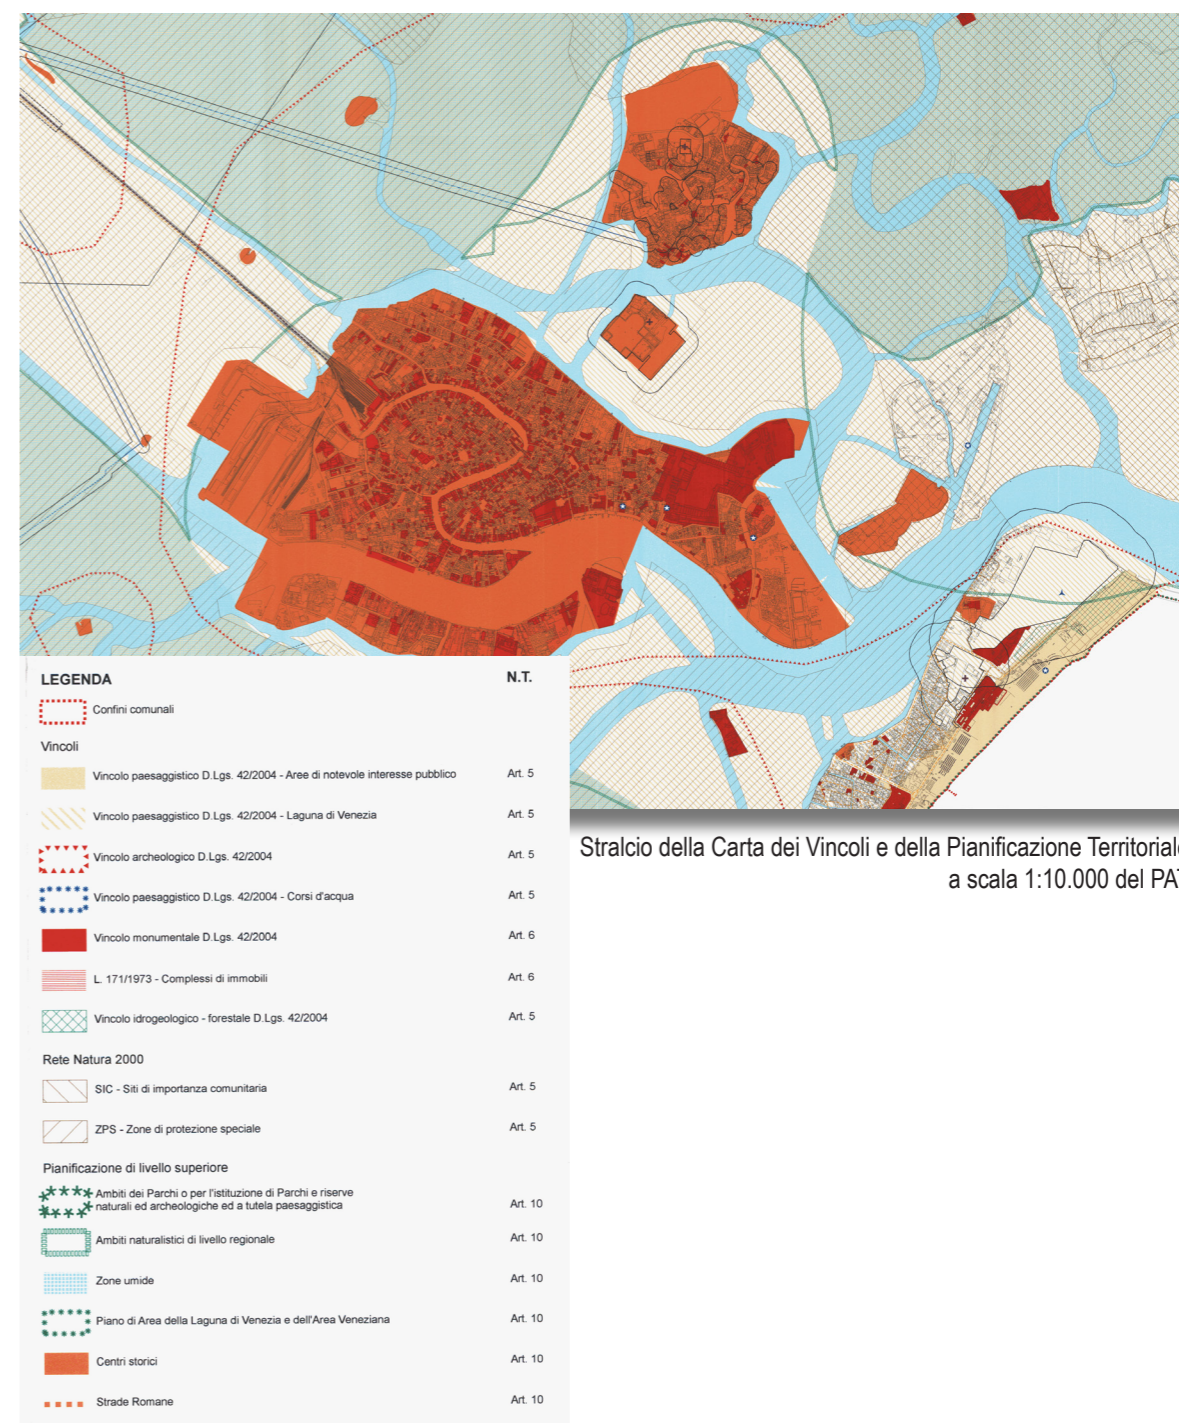 LEGENDA N.T.
Confini comunali
Vincoli
Vincolo paesaggistico D.Lgs. 42/2004 - Aree di notevole interesse pubblico Art. 5
Vincolo paesaggistico D.Lgs. 42/2004 - Laguna di Venezia Art. 5
Vincolo archeologico D.Lgs. 42/2004 Art. 5
Vincolo paesaggistico D.Lgs. 42/2004 - Corsi d'acqua Art. 5
Vincolo monumentale D.Lgs. 42/2004 Art. 6
L. 171/1973 - Complessi di immobili Art. 6
Vincolo idrogeologico - forestale D.Lgs. 42/2004 Art. 5
Rete Natura 2000
SIC - Siti di importanza comunitaria Art. 5
ZPS - Zone di protezione speciale Art. 5
Pianificazione di livello superiore
Ambiti dei Parchi o per l'istituzione di Parchi e riserve
naturali ed archeologiche ed a tutela paesaggistica Art. 10
Ambiti naturalistici di livello regionale Art. 10
Zone umide Art. 10
Piano di Area della Laguna di Venezia e dell'Area Veneziana Art. 10
Centri storici Art. 10
Strade Romane Art. 10
Stralcio della Carta dei Vincoli e della Pianificazione Territoriale
a scala 1:10.000 del PAT